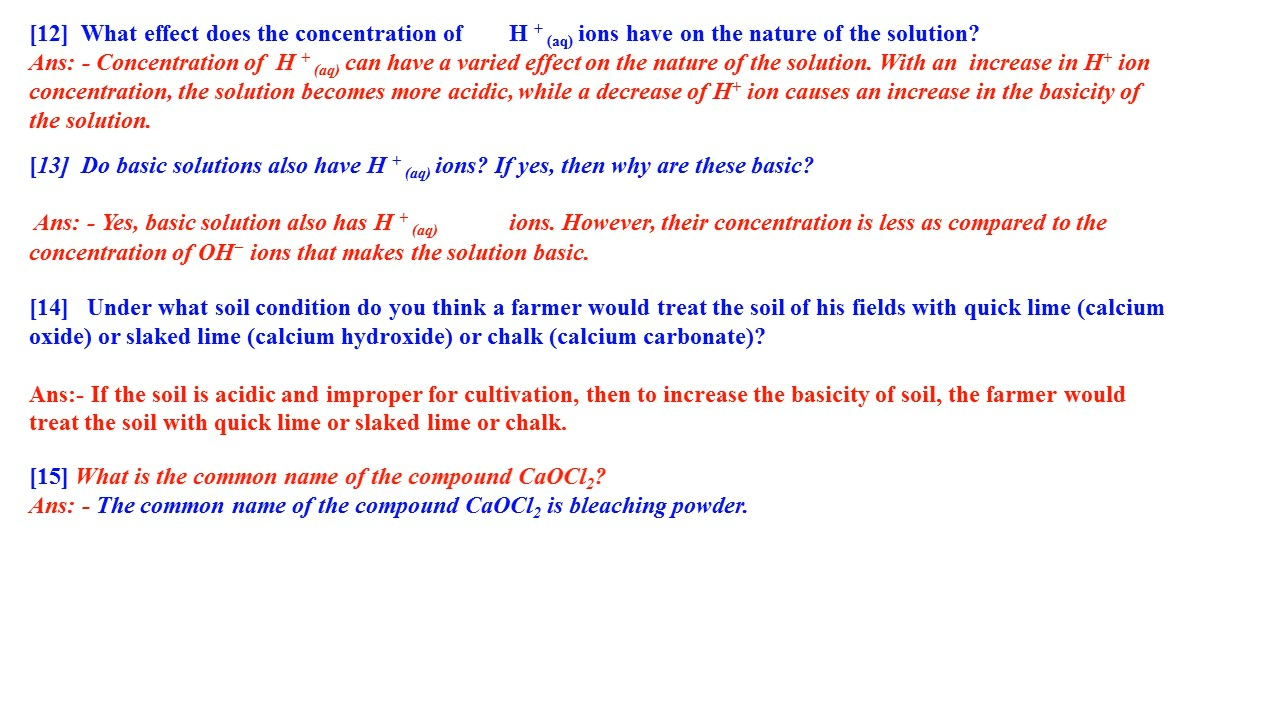 [12] What effect does the concentration of H ⁺ (aq) ions have on the nature of the solution?
Ans: - Concentration of H ⁺ (aq) can have a varied effect on the nature of the solution. With an increase in H⁺ ion
concentration, the solution becomes more acidic, while a decrease of H⁺ ion causes an increase in the basicity of
the solution.
[13] Do basic solutions also have H ⁺ (aq) ions? If yes, then why are these basic?
Ans: - Yes, basic solution also has H ⁺ (aq) ions. However, their concentration is less as compared to the
concentration of OH⁻ ions that makes the solution basic.
[14] Under what soil condition do you think a farmer would treat the soil of his fields with quick lime (calcium
oxide) or slaked lime (calcium hydroxide) or chalk (calcium carbonate)?
Ans:- If the soil is acidic and improper for cultivation, then to increase the basicity of soil, the farmer would
treat the soil with quick lime or slaked lime or chalk.
[15] What is the common name of the compound CaOCl₂?
Ans: - The common name of the compound CaOCl₂ is bleaching powder.